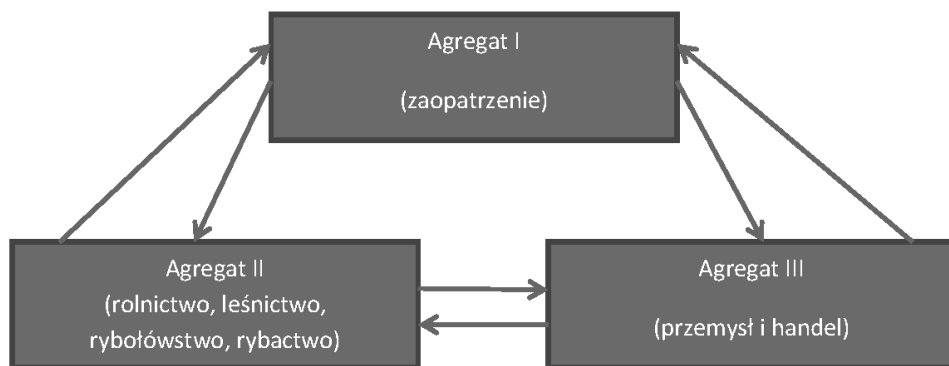 Agregat I
(zaopatrzenie)
Agregat II
(rolnictwo, leśnictwo,
rybołówstwo, rybactwo)
Agregat III
(przemysł i handel)